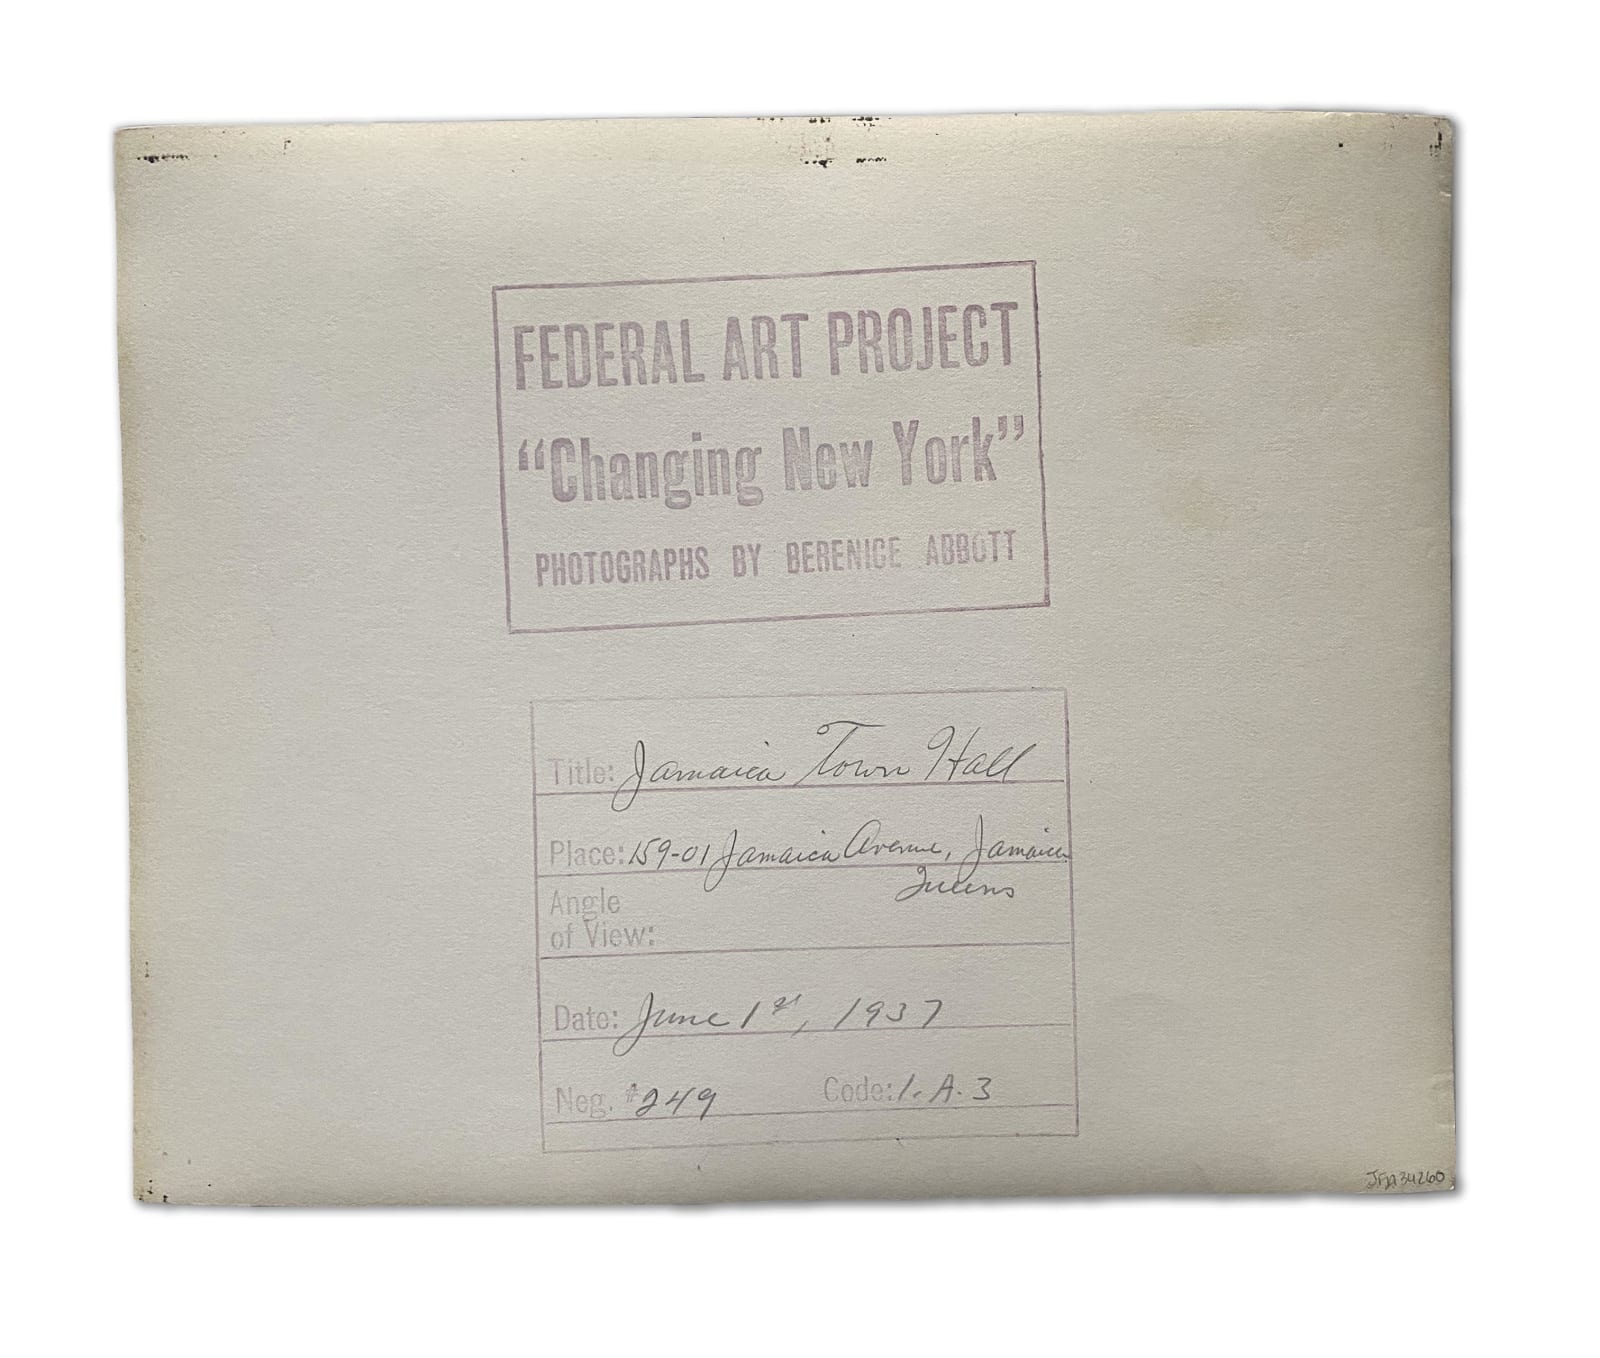 FEDERAL ART PROJECT
“Changing New York”
PHOTOGRAPHS BY BERENICE ABBOTT
Title: Jamaica Town Hall
Place: 159-01 Jamaica Avenue, Jamaica
Queens
Angle
of View:
Date: June 1st, 1937
Neg. #249 Code: 1.A.3